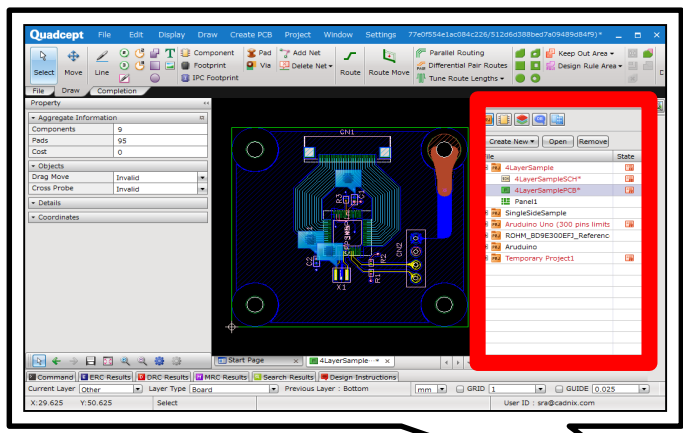 Quadcept File Edit Display Draw Create PCB Project Window Settings 77e0f554e1ac084c226/512d6d388bed7a09489d84f9)*
Component Pad Add Net Parallel Routing Keep Out Area
Footprint Via Delete Net Differential Pair Routes Design Rule Area
Select Move Line IPC Footprint Route Route Move Tune Route Lengths
File Draw Completion
Property
Aggregate Information
Components 9
Pads 95
Cost 0
Objects
Drag Move Invalid
Cross Probe Invalid
Details
Coordinates
CN1
R3
C1
C2
X1
R1
R2
CN2
Create New Open Remove
State
4LayerSample
4LayerSampleSCH*
4LayerSamplePCB*
Panel1
SingleSideSample
Aruduino Uno (300 pins limits
ROHM_BD9E300EFJ_Referenc
Aruduino
Temporary Project1
Start Page 4LayerSample...*
Command ERC Results DRC Results MRC Results Search Results Design Instructions
Current Layer Other Layer Type Board Previous Layer : Bottom mm GRID 1 GUIDE 0.025
X:29.625 Y:50.625 Select User ID : sra@cadnix.com